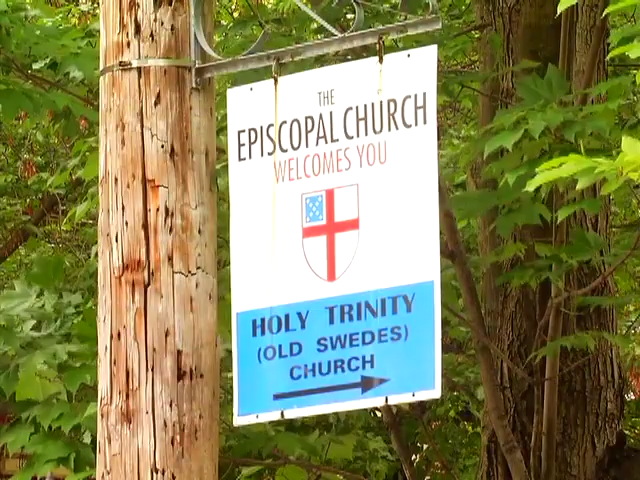 THE
EPISCOPAL CHURCH
WELCOMES YOU
HOLY TRINITY
(OLD SWEDES)
CHURCH